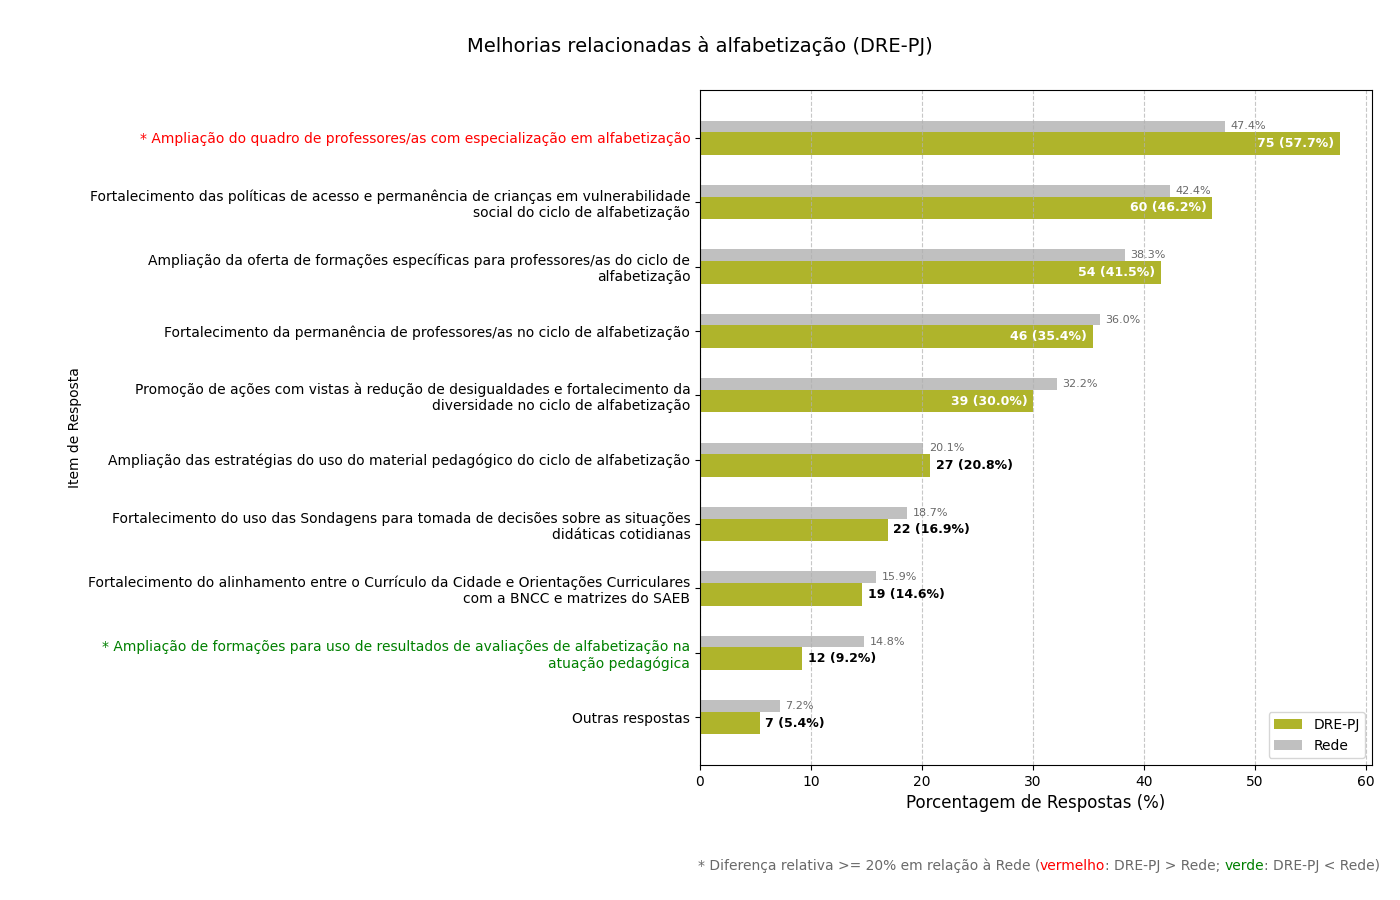 Melhorias relacionadas à alfabetização (DRE-PJ)
* Ampliação do quadro de professores/as com especialização em alfabetização
47.4%
75 (57.7%)
Fortalecimento das políticas de acesso e permanência de crianças em vulnerabilidade
social do ciclo de alfabetização
42.4%
60 (46.2%)
Ampliação da oferta de formações específicas para professores/as do ciclo de
alfabetização
38.3%
54 (41.5%)
Fortalecimento da permanência de professores/as no ciclo de alfabetização
36.0%
46 (35.4%)
Promoção de ações com vistas à redução de desigualdades e fortalecimento da
diversidade no ciclo de alfabetização
32.2%
39 (30.0%)
Ampliação das estratégias do uso do material pedagógico do ciclo de alfabetização
20.1%
27 (20.8%)
Fortalecimento do uso das Sondagens para tomada de decisões sobre as situações
didáticas cotidianas
18.7%
22 (16.9%)
Fortalecimento do alinhamento entre o Currículo da Cidade e Orientações Curriculares
com a BNCC e matrizes do SAEB
15.9%
19 (14.6%)
* Ampliação de formações para uso de resultados de avaliações de alfabetização na
atuação pedagógica
14.8%
12 (9.2%)
Outras respostas
7.2%
7 (5.4%)
Item de Resposta
DRE-PJ
Rede
0 10 20 30 40 50 60
Porcentagem de Respostas (%)
* Diferença relativa >= 20% em relação à Rede (vermelho: DRE-PJ > Rede; verde: DRE-PJ < Rede)